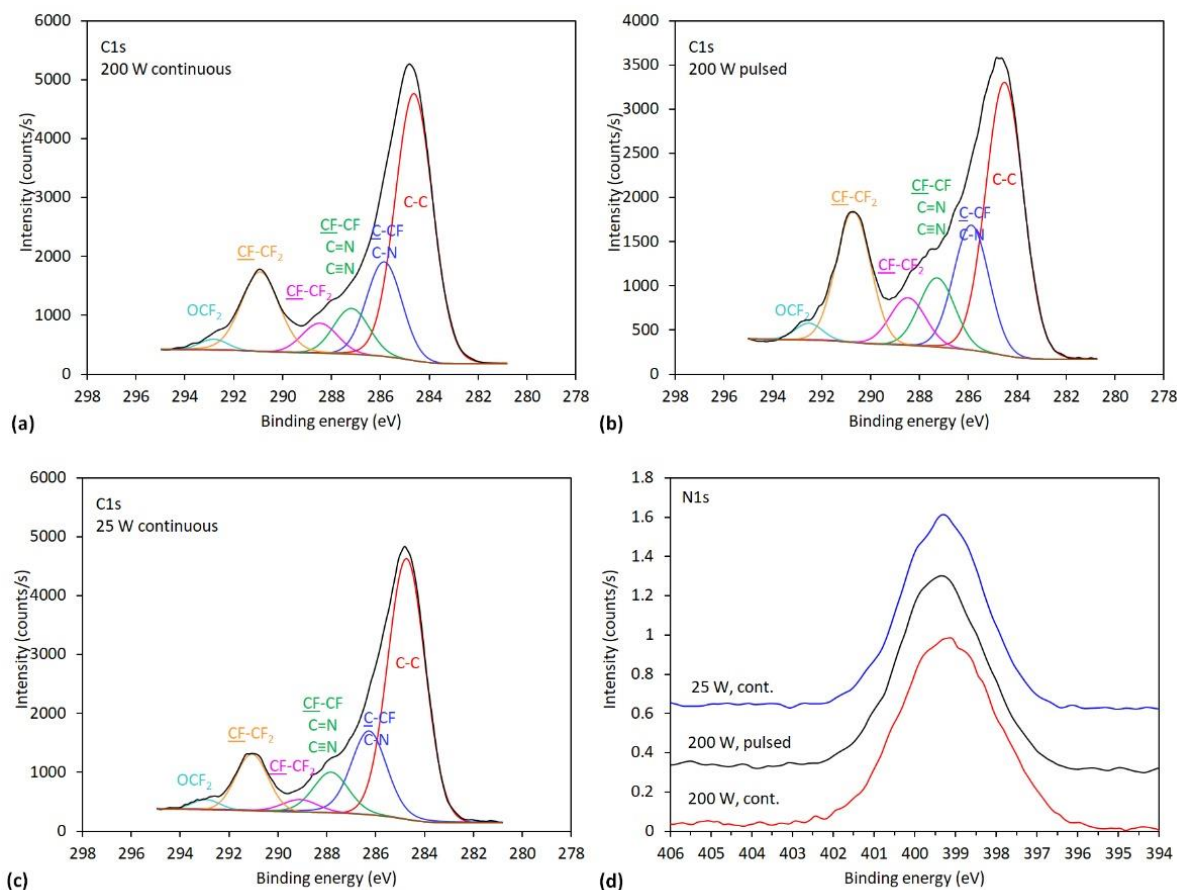 C1s
200 W continuous
OCF₂
CF-CF₂
CF-CF₂
CF-CF
C=N
C≡N
C-CF
C-N
C-C
6000
5000
4000
3000
2000
1000
0
298 296 294 292 290 288 286 284 282 280 278
Intensity (counts/s)
Binding energy (eV)
(a)
C1s
200 W pulsed
OCF₂
CF-CF₂
CF-CF₂
CF-CF
C=N
C≡N
C-CF
C-N
C-C
4000
3500
3000
2500
2000
1500
1000
500
0
298 296 294 292 290 288 286 284 282 280 278
Intensity (counts/s)
Binding energy (eV)
(b)
C1s
25 W continuous
OCF₂
CF-CF₂
CF-CF₂
CF-CF
C=N
C≡N
C-CF
C-N
C-C
6000
5000
4000
3000
2000
1000
0
298 296 294 292 290 288 286 284 282 280 278
Intensity (counts/s)
Binding energy (eV)
(c)
N1s
25 W, cont.
200 W, pulsed
200 W, cont.
1.8
1.6
1.4
1.2
1
0.8
0.6
0.4
0.2
0
406 405 404 403 402 401 400 399 398 397 396 395 394
Intensity (counts/s)
Binding energy (eV)
(d)